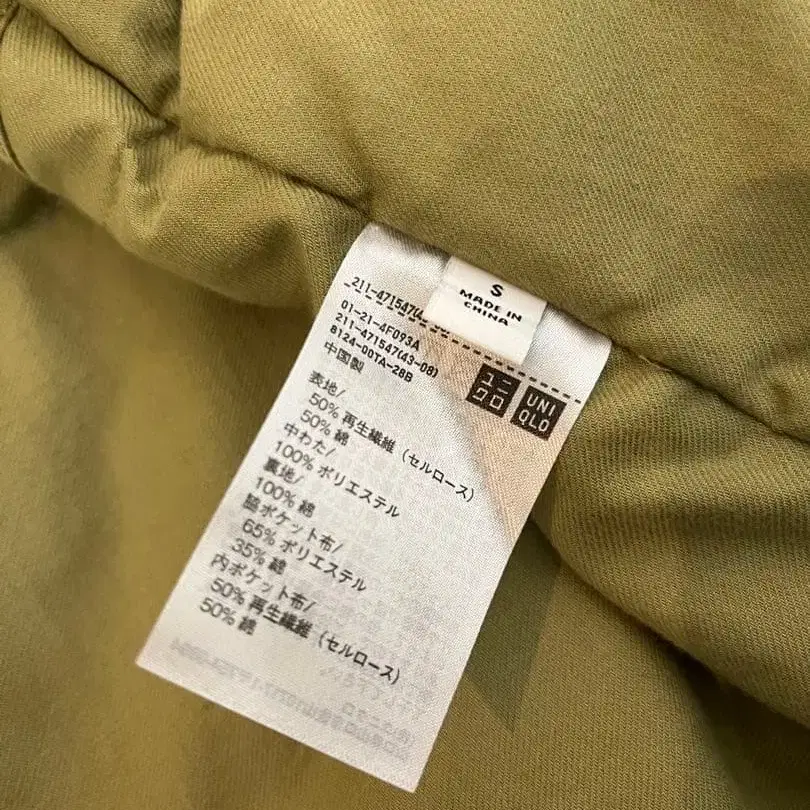 S
MADE IN
CHINA
211-471547(4
01-21-4F093A
211-471547(43-08)
8124-00TA-28B
中国製
ユニ
クロ
UNI
QLO
表地/
50% 再生繊維 (セルロース)
50% 綿
中わた/
100% ポリエステル
裏地/
100% 綿
脇ポケット布/
65% ポリエステル
35% 綿
内ポケット布/
50% 再生繊維 (セルロース)
50% 綿